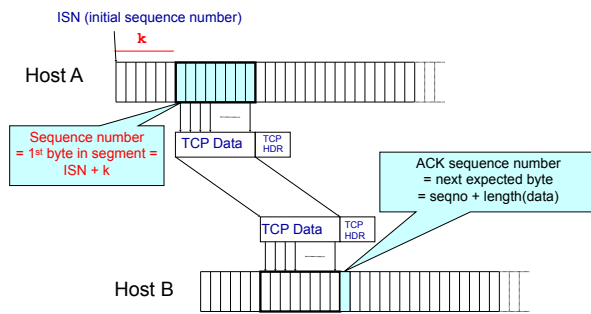 ISN (initial sequence number)
k
Host A
Sequence number
= 1st byte in segment =
ISN + k
TCP Data
TCP
HDR
ACK sequence number
= next expected byte
= seqno + length(data)
TCP Data
TCP
HDR
Host B